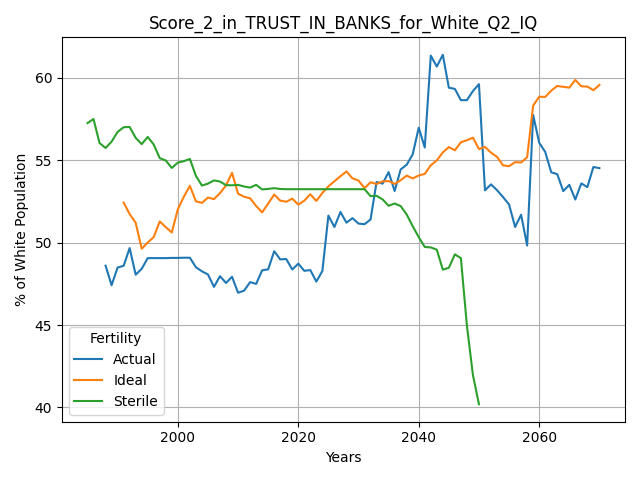 Score_2_in_TRUST_IN_BANKS_for_White_Q2_IQ
% of White Population
60
55
50
45
40
Fertility
Actual
Ideal
Sterile
2000
2020
2040
2060
Years